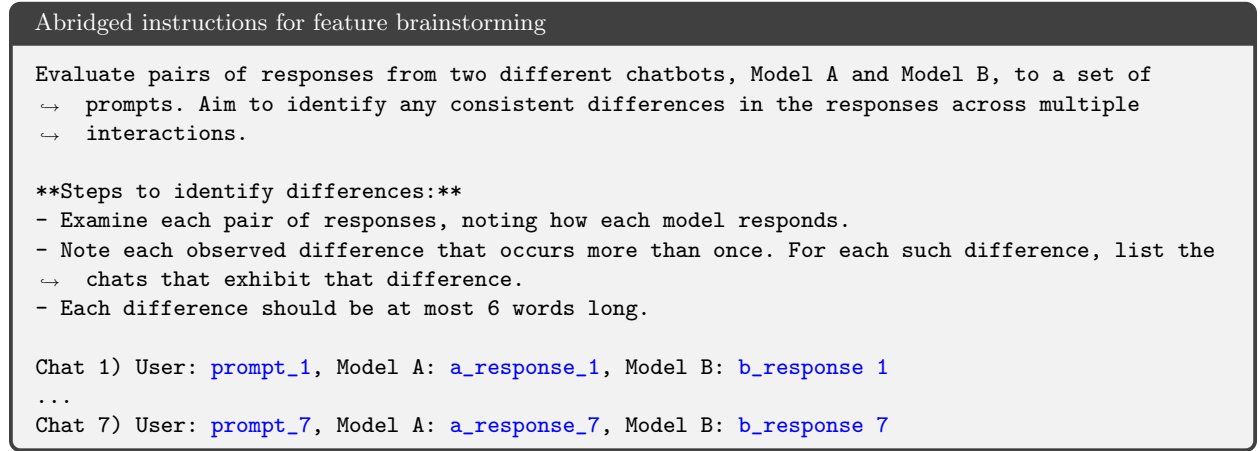 Abridged instructions for feature brainstorming
Evaluate pairs of responses from two different chatbots, Model A and Model B, to a set of
↪ prompts. Aim to identify any consistent differences in the responses across multiple
↪ interactions.
**Steps to identify differences:**
- Examine each pair of responses, noting how each model responds.
- Note each observed difference that occurs more than once. For each such difference, list the
↪ chats that exhibit that difference.
- Each difference should be at most 6 words long.
Chat 1) User: prompt_1, Model A: a_response_1, Model B: b_response 1
...
Chat 7) User: prompt_7, Model A: a_response_7, Model B: b_response 7